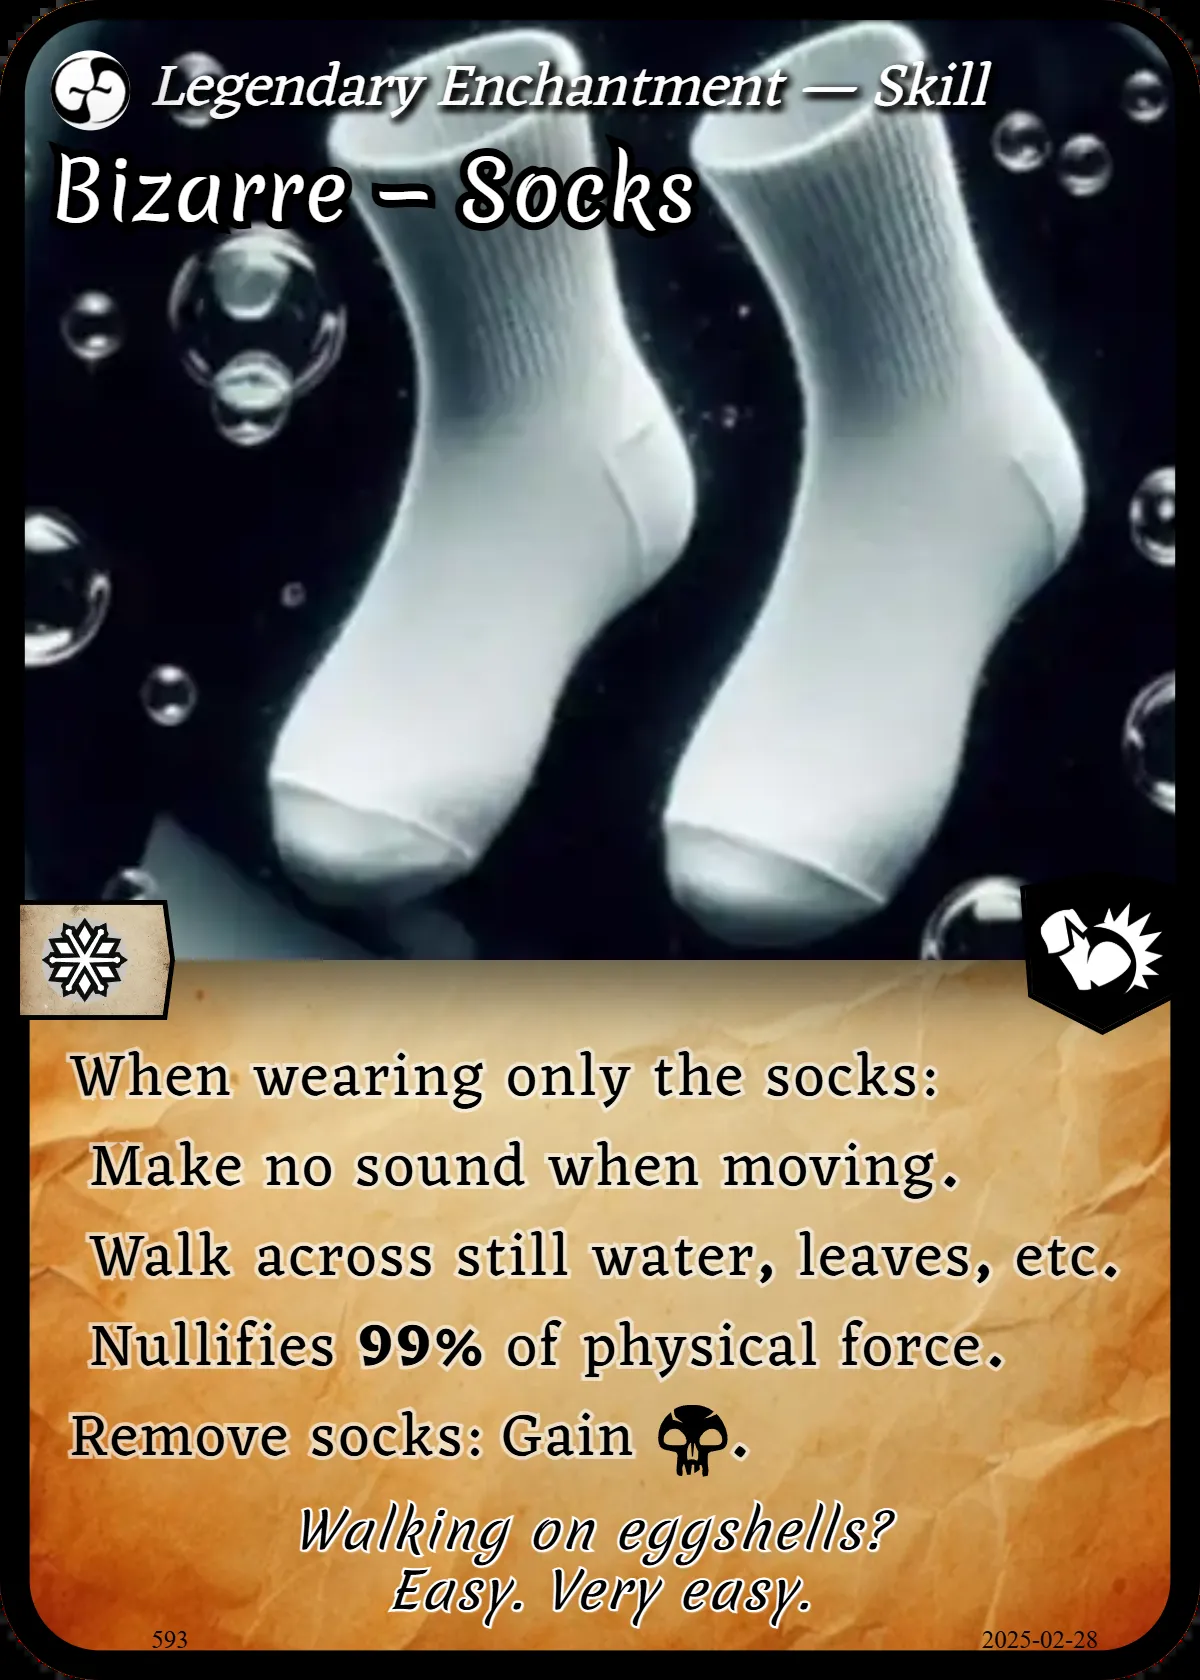 Legendary Enchantment — Skill
Bizarre – Socks
When wearing only the socks:
Make no sound when moving.
Walk across still water, leaves, etc.
Nullifies 99% of physical force.
Remove socks: Gain .
Walking on eggshells?
Easy. Very easy.
593 2025-02-28